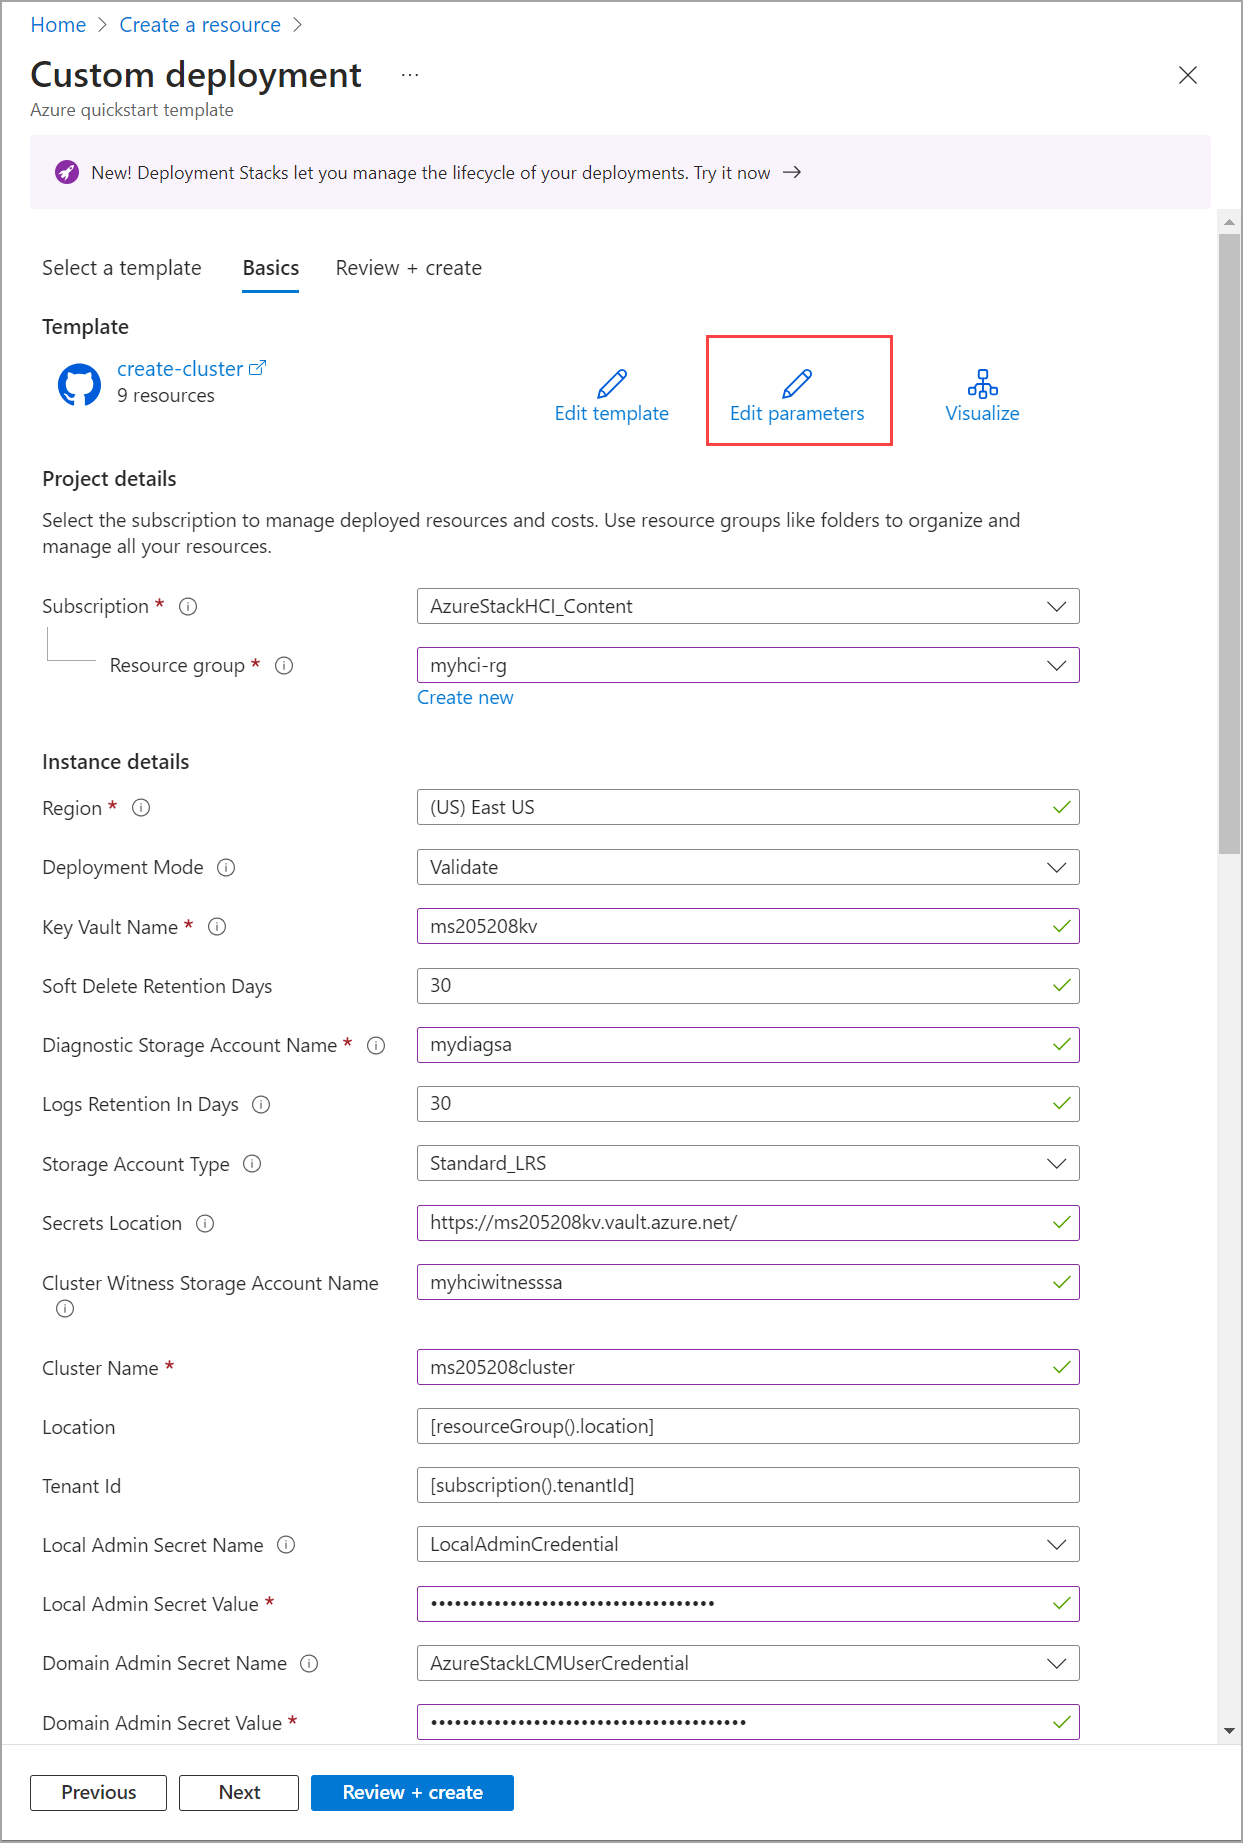 Home > Create a resource >
Custom deployment ...
Azure quickstart template
New! Deployment Stacks let you manage the lifecycle of your deployments. Try it now →
Select a template Basics Review + create
Template
create-cluster
9 resources
Edit template Edit parameters Visualize
Project details
Select the subscription to manage deployed resources and costs. Use resource groups like folders to organize and
manage all your resources.
Subscription * AzureStackHCI_Content
Resource group * myhci-rg
Create new
Instance details
Region * (US) East US
Deployment Mode Validate
Key Vault Name * ms205208kv
Soft Delete Retention Days 30
Diagnostic Storage Account Name * mydiagsa
Logs Retention In Days 30
Storage Account Type Standard_LRS
Secrets Location https://ms205208kv.vault.azure.net/
Cluster Witness Storage Account Name myhciwitnesssa
Cluster Name * ms205208cluster
Location [resourceGroup().location]
Tenant Id [subscription().tenantId]
Local Admin Secret Name LocalAdminCredential
Local Admin Secret Value * ••••••••••••••••••••••••••••••••••••
Domain Admin Secret Name AzureStackLCMUserCredential
Domain Admin Secret Value * ••••••••••••••••••••••••••••••••••••••••
Previous Next Review + create